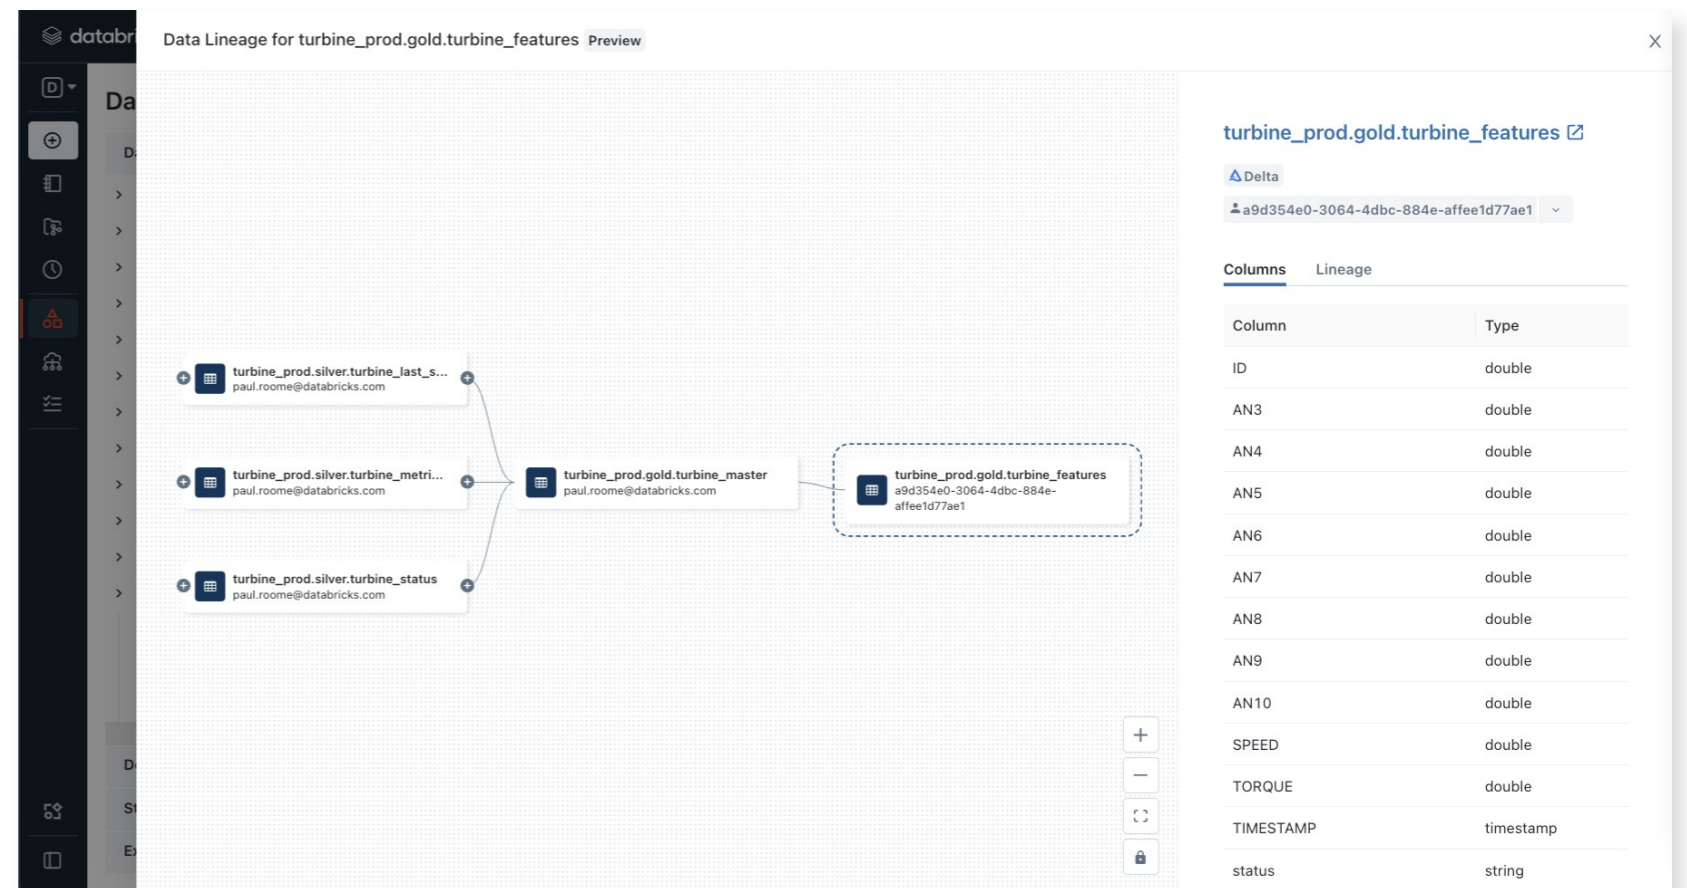 databri
Data Lineage for turbine_prod.gold.turbine_features Preview
D
Da
turbine_prod.gold.turbine_features
Delta
a9d354e0-3064-4dbc-884e-affee1d77ae1
Columns Lineage
Column Type
ID double
AN3 double
AN4 double
AN5 double
AN6 double
AN7 double
AN8 double
AN9 double
AN10 double
SPEED double
TORQUE double
TIMESTAMP timestamp
status string
turbine_prod.silver.turbine_last_s...
paul.roome@databricks.com
turbine_prod.silver.turbine_metri...
paul.roome@databricks.com
turbine_prod.silver.turbine_status
paul.roome@databricks.com
turbine_prod.gold.turbine_master
paul.roome@databricks.com
turbine_prod.gold.turbine_features
a9d354e0-3064-4dbc-884e-
affee1d77ae1